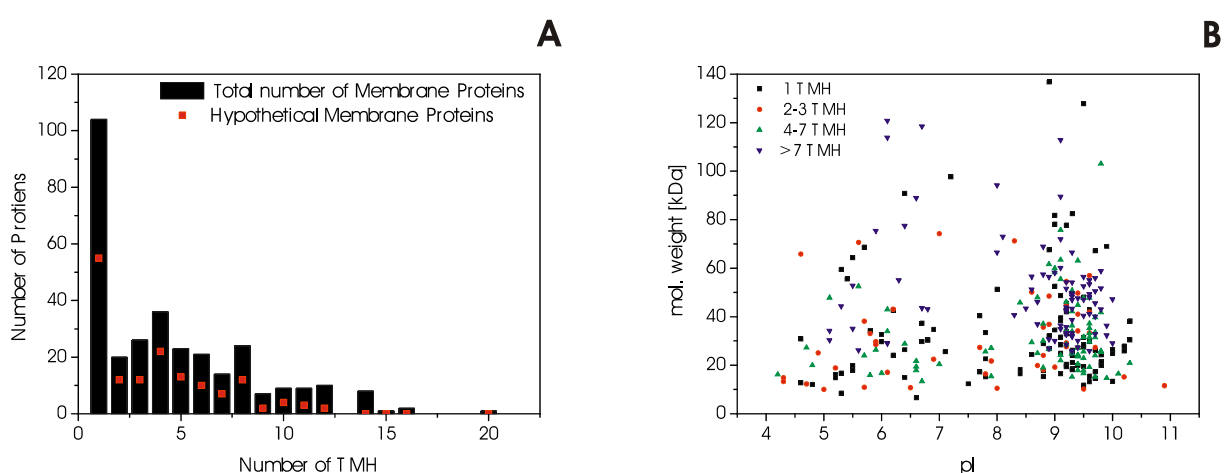 A
120
100
80
60
40
20
0
Number of Protiens
Total number of Membrane Proteins
Hypothetical Membrane Proteins
0 5 10 15 20
Number of TMH
B
140
120
100
80
60
40
20
0
mol. weight [kDa]
1 TMH
2-3 TMH
4-7 TMH
>7 TMH
4 5 6 7 8 9 10 11
pI